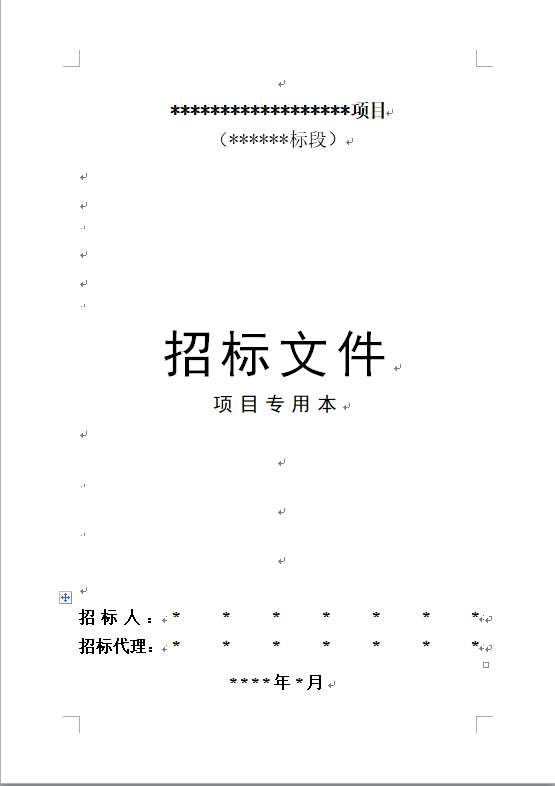 ******************项目
（******标段）
招标文件
项目专用本
招标人： * * * * * * *
招标代理： * * * * * * *
****年*月